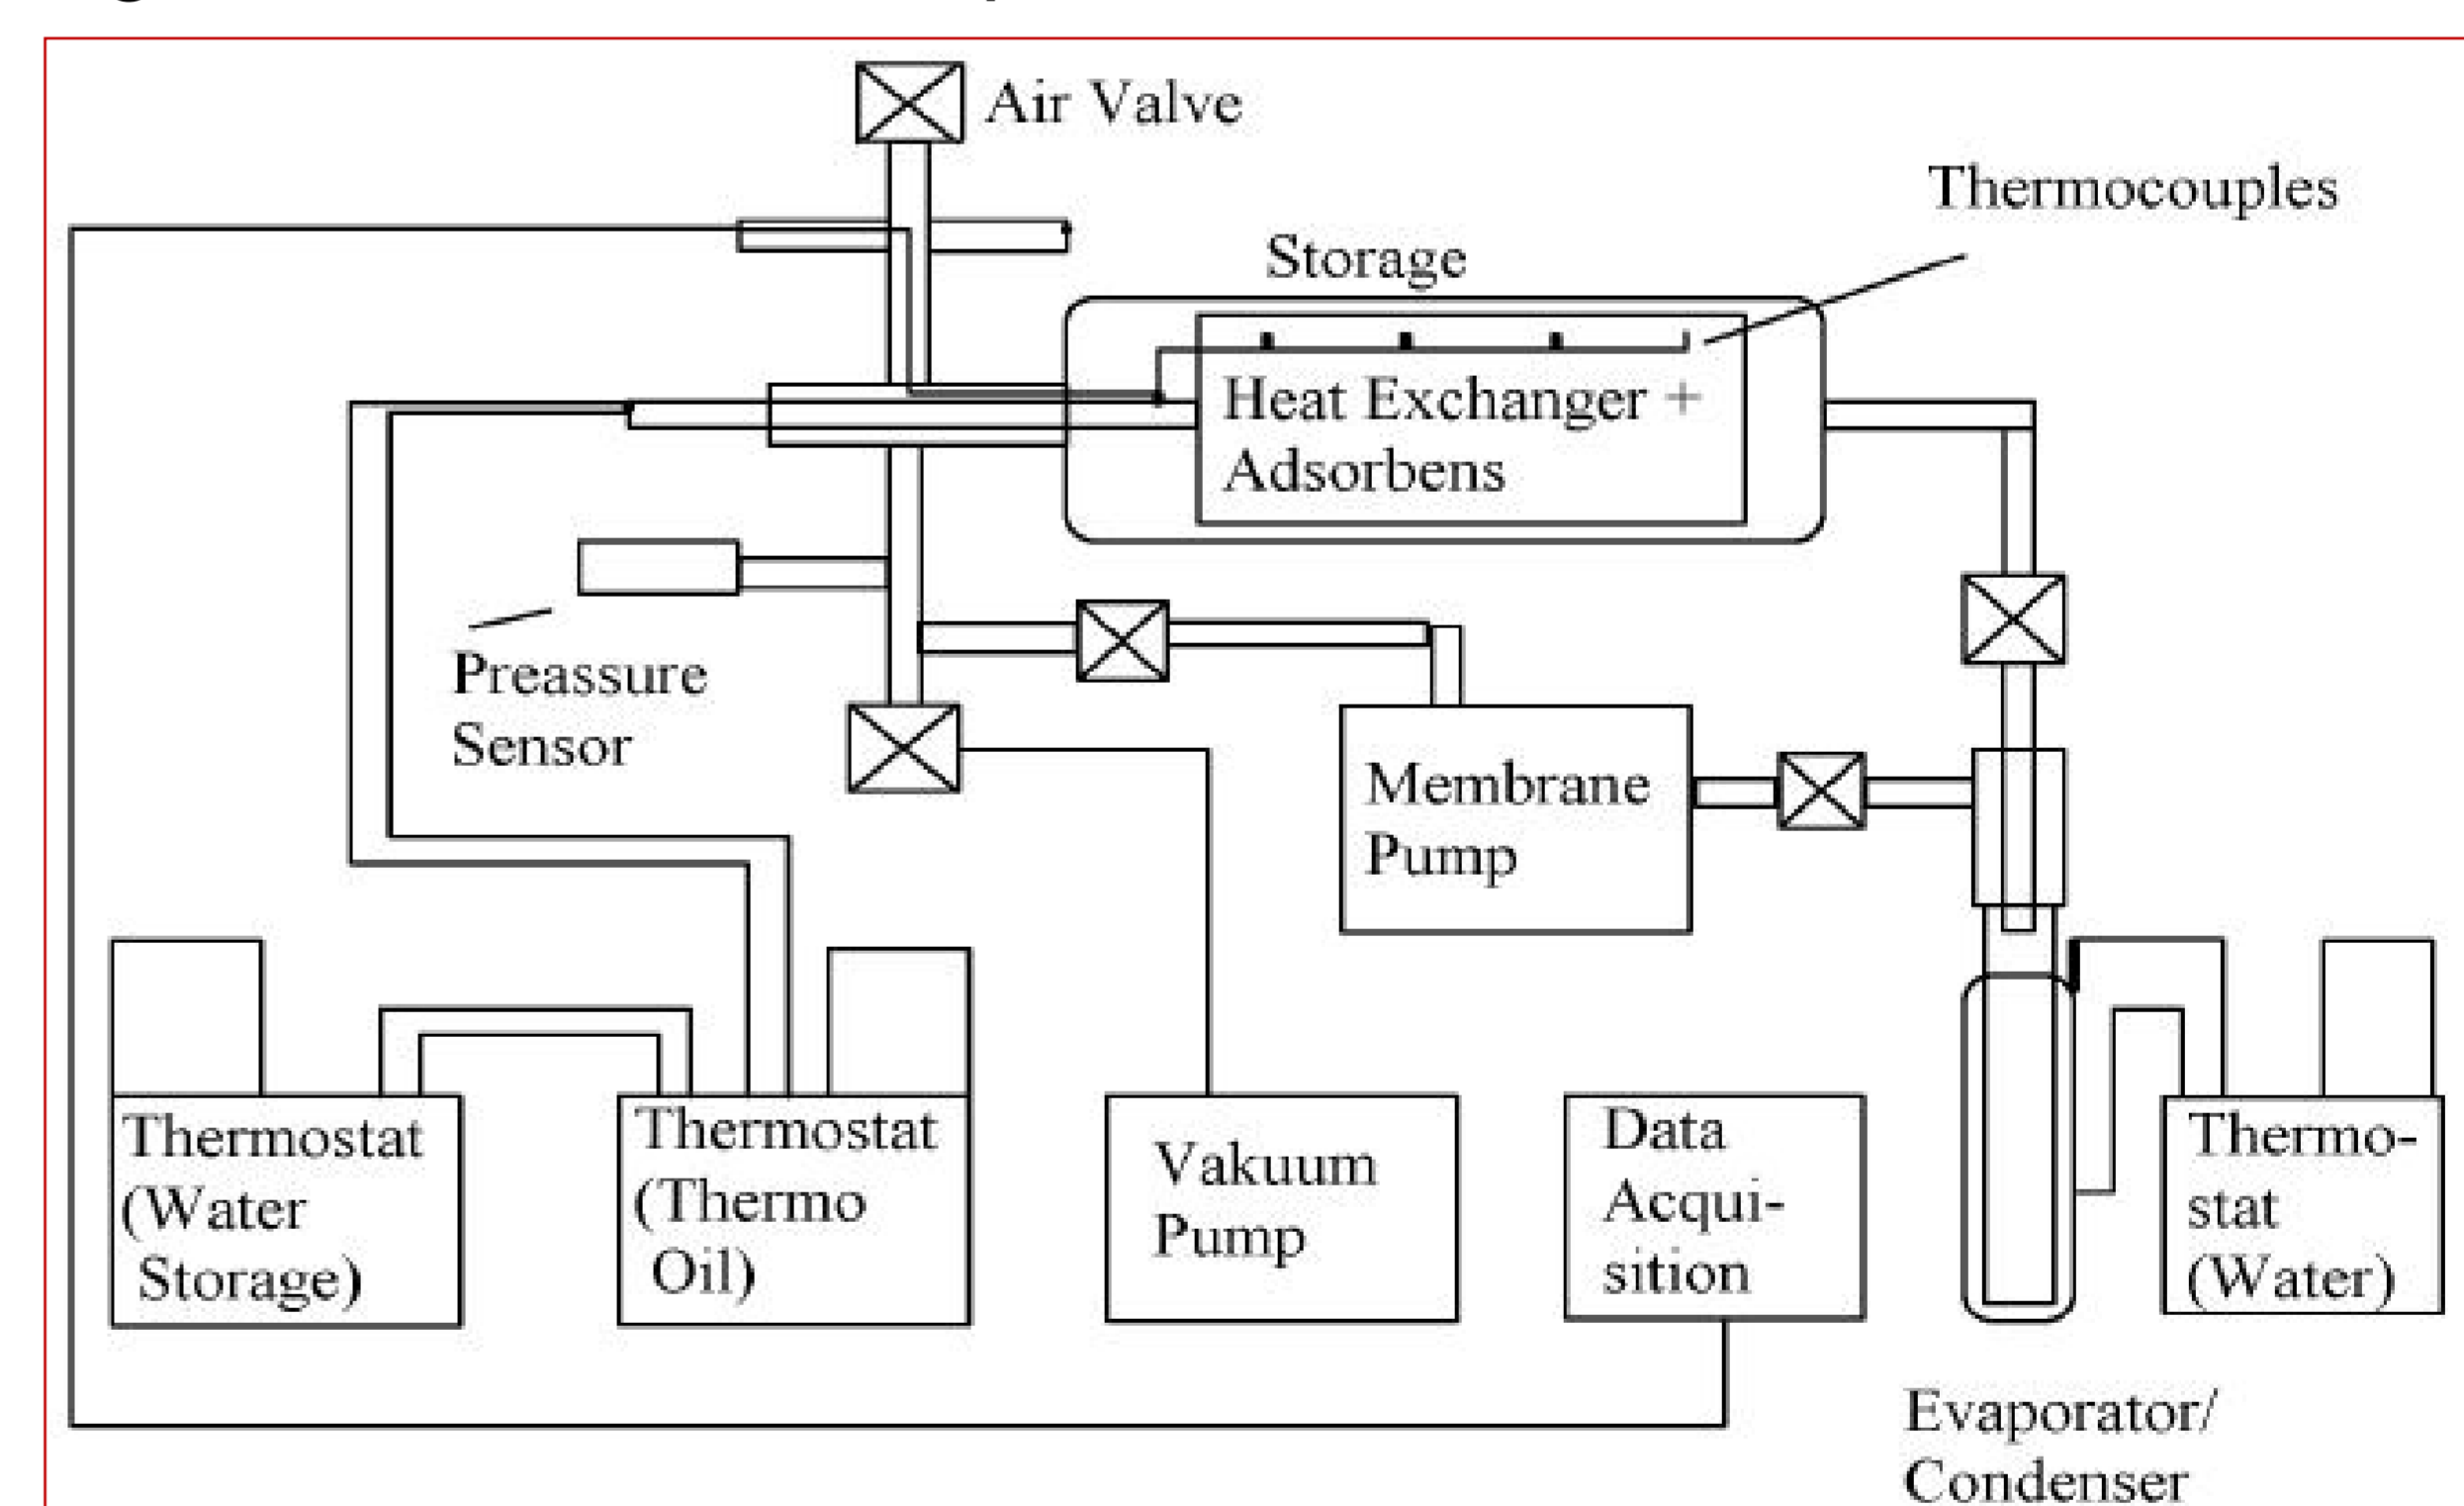 Air Valve
Thermocouples
Storage
Heat Exchanger +
Adsorbens
Preassure
Sensor
Membrane
Pump
Thermostat
(Water
Storage)
Thermostat
(Thermo
Oil)
Vakuum
Pump
Data
Acqui-
sition
Thermo-
stat
(Water)
Evaporator/
Condenser